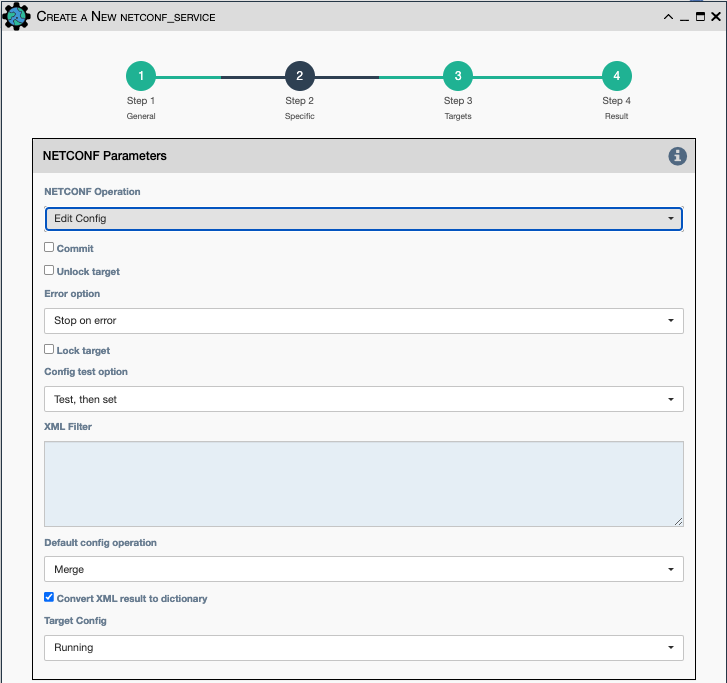 Create a New netconf_service
1 2 3 4
Step 1 Step 2 Step 3 Step 4
General Specific Targets Result
NETCONF Parameters
NETCONF Operation
Edit Config
Commit
Unlock target
Error option
Stop on error
Lock target
Config test option
Test, then set
XML Filter
Default config operation
Merge
Convert XML result to dictionary
Target Config
Running